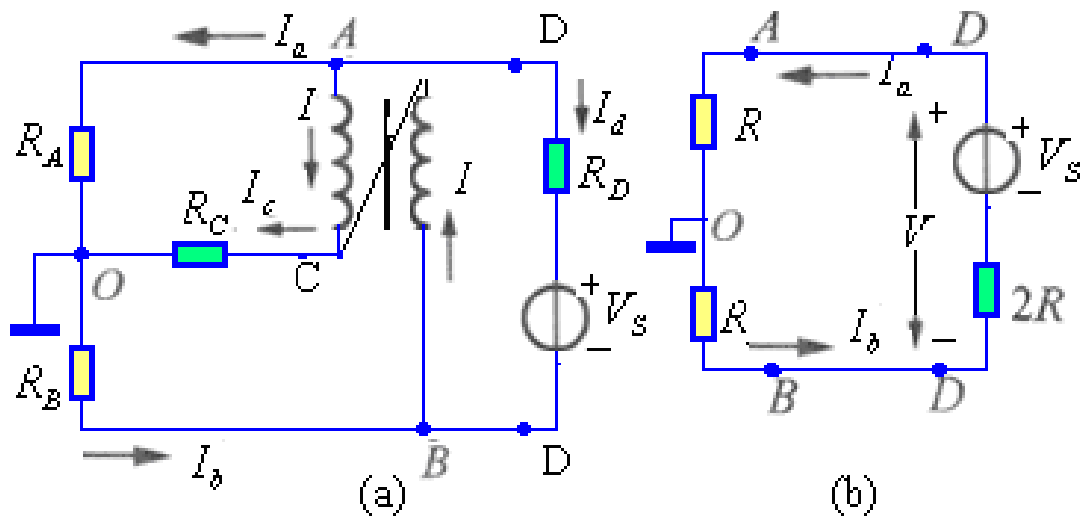 I_a
A
D
R_A
I
I_d
R_D
I_c
R_C
I
C
O
+
V_S
−
R_B
B
D
I_b
(a)
A
D
I_a
R
+
+
V_S
−
O
V
R
I_b
−
2R
B
D
(b)